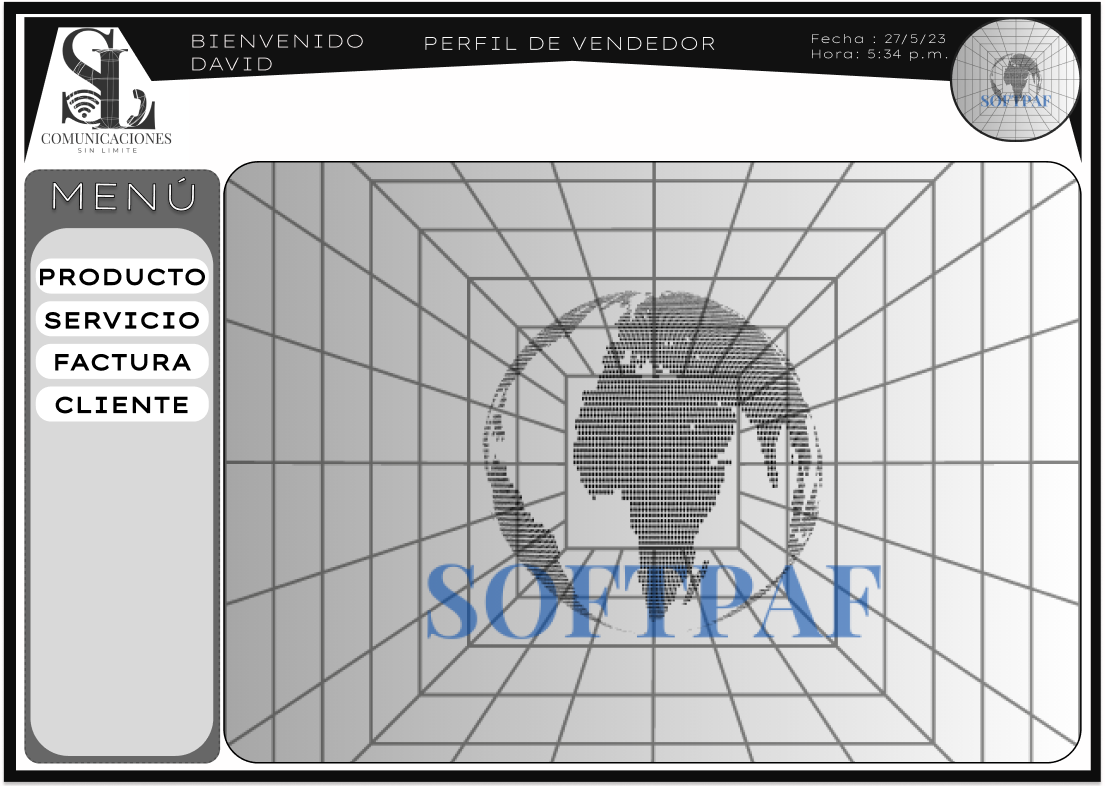 BIENVENIDO
DAVID
PERFIL DE VENDEDOR
Fecha : 27/5/23
Hora: 5:34 p.m.
SL
COMUNICACIONES
SIN LIMITE
SOFTPAF
MENÚ
PRODUCTO
SERVICIO
FACTURA
CLIENTE
SOFTPAF